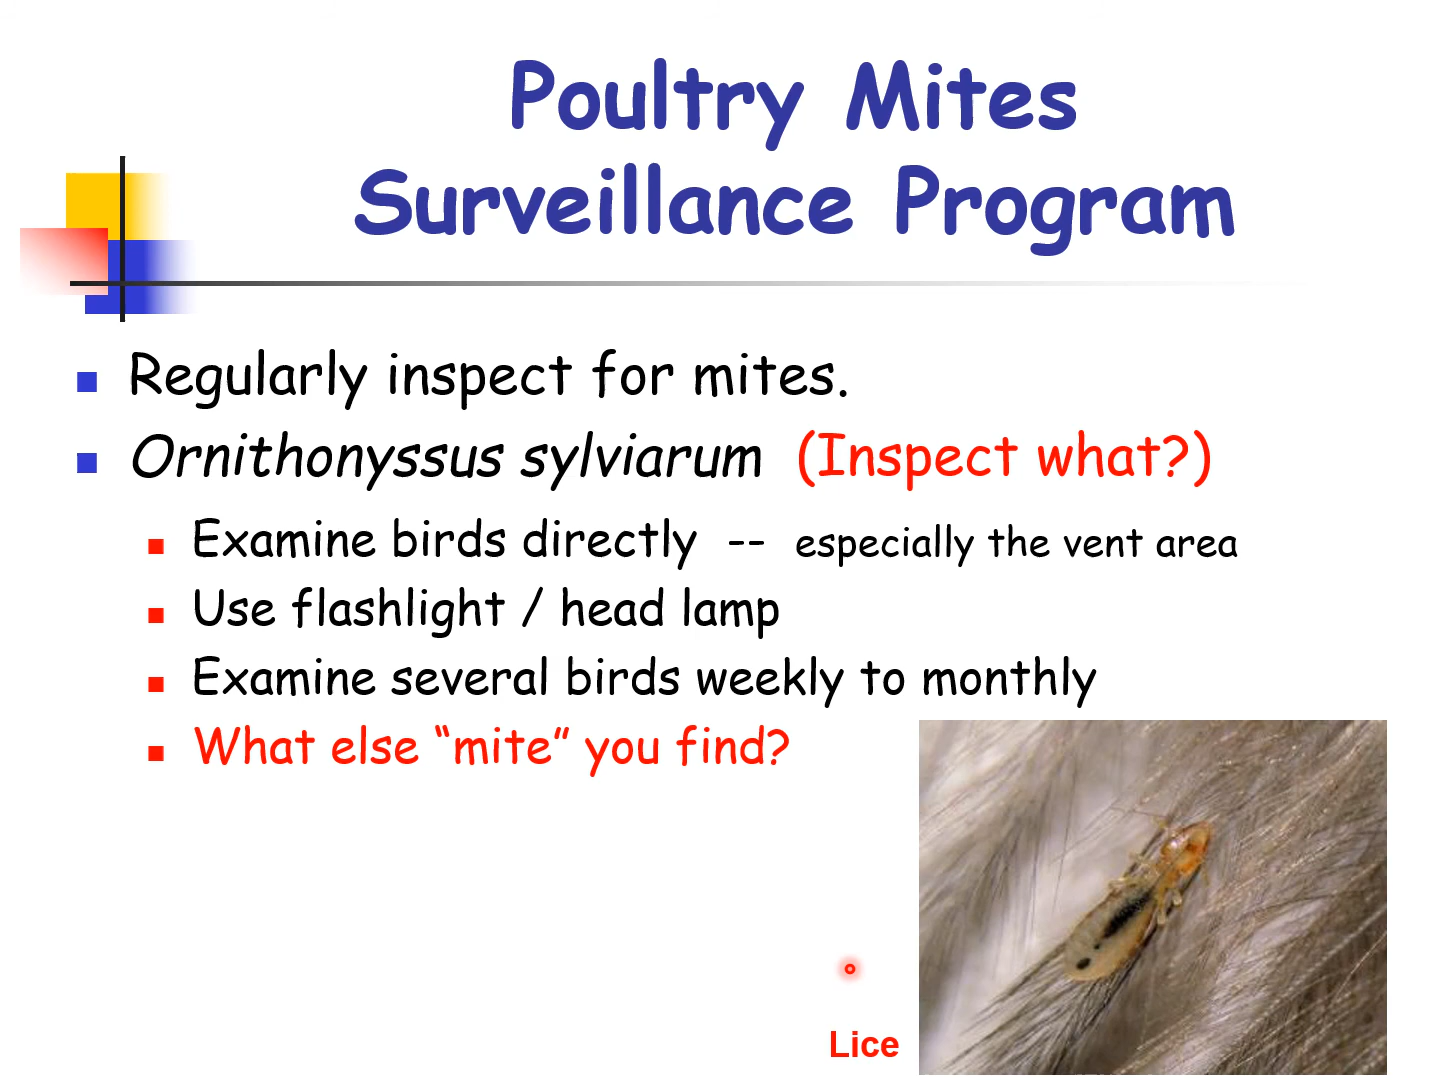 Poultry Mites
Surveillance Program
Regularly inspect for mites.
Ornithonyssus sylviarum (Inspect what?)
Examine birds directly -- especially the vent area
Use flashlight / head lamp
Examine several birds weekly to monthly
What else “mite” you find?
Lice